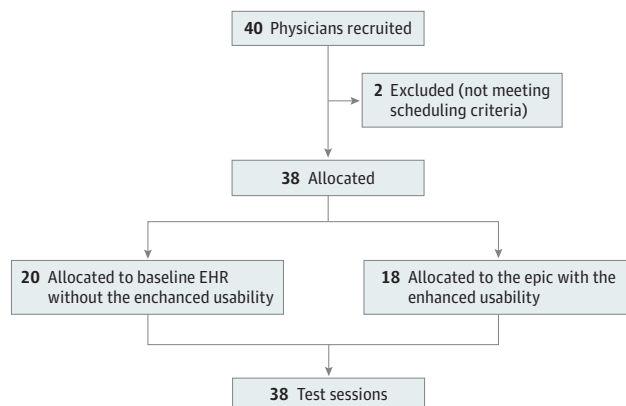 40 Physicians recruited
2 Excluded (not meeting
scheduling criteria)
38 Allocated
20 Allocated to baseline EHR
without the enchanced usability
18 Allocated to the epic with the
enhanced usability
38 Test sessions